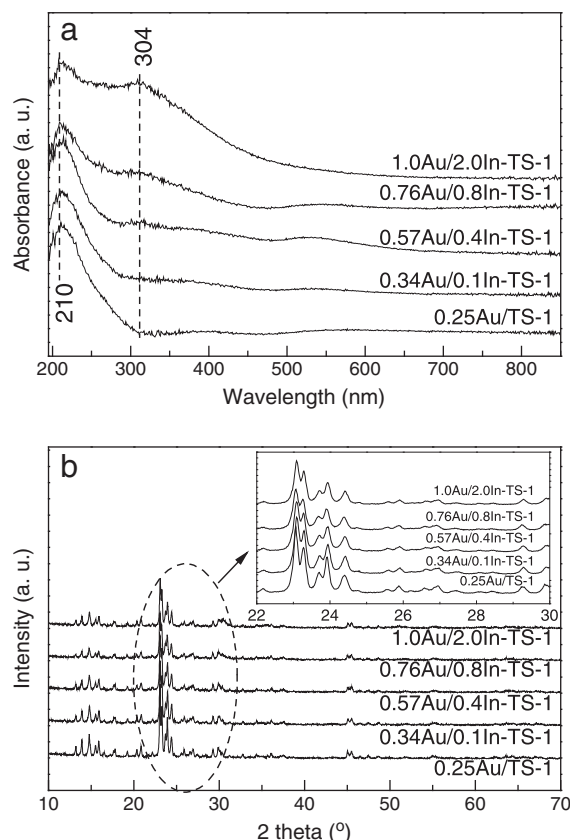 a
304
210
1.0Au/2.0In-TS-1
0.76Au/0.8In-TS-1
0.57Au/0.4In-TS-1
0.34Au/0.1In-TS-1
0.25Au/TS-1
Absorbance (a. u.)
200 300 400 500 600 700 800
Wavelength (nm)
b
1.0Au/2.0In-TS-1
0.76Au/0.8In-TS-1
0.57Au/0.4In-TS-1
0.34Au/0.1In-TS-1
0.25Au/TS-1
22 24 26 28 30
1.0Au/2.0In-TS-1
0.76Au/0.8In-TS-1
0.57Au/0.4In-TS-1
0.34Au/0.1In-TS-1
0.25Au/TS-1
Intensity (a. u.)
10 20 30 40 50 60 70
2 theta (º)